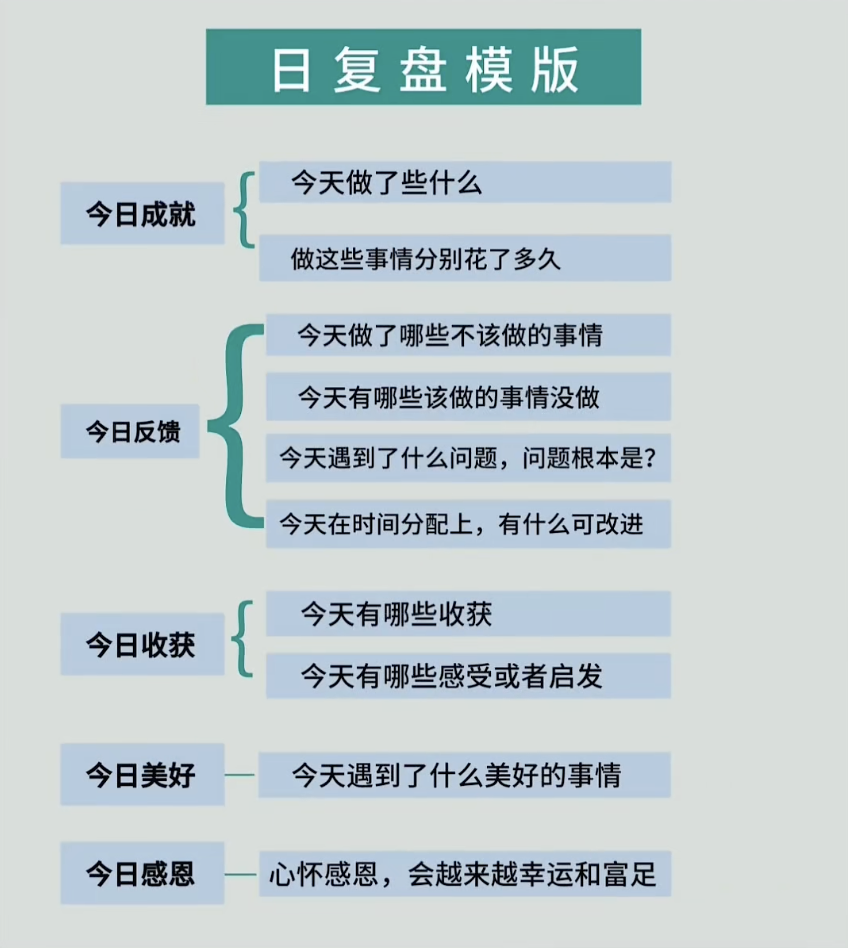 日复盘模版
今日成就
今天做了些什么
做这些事情分别花了多久
今日反馈
今天做了哪些不该做的事情
今天有哪些该做的事情没做
今天遇到了什么问题，问题根本是？
今天在时间分配上，有什么可改进
今日收获
今天有哪些收获
今天有哪些感受或者启发
今日美好
今天遇到了什么美好的事情
今日感恩
心怀感恩，会越来越幸运和富足